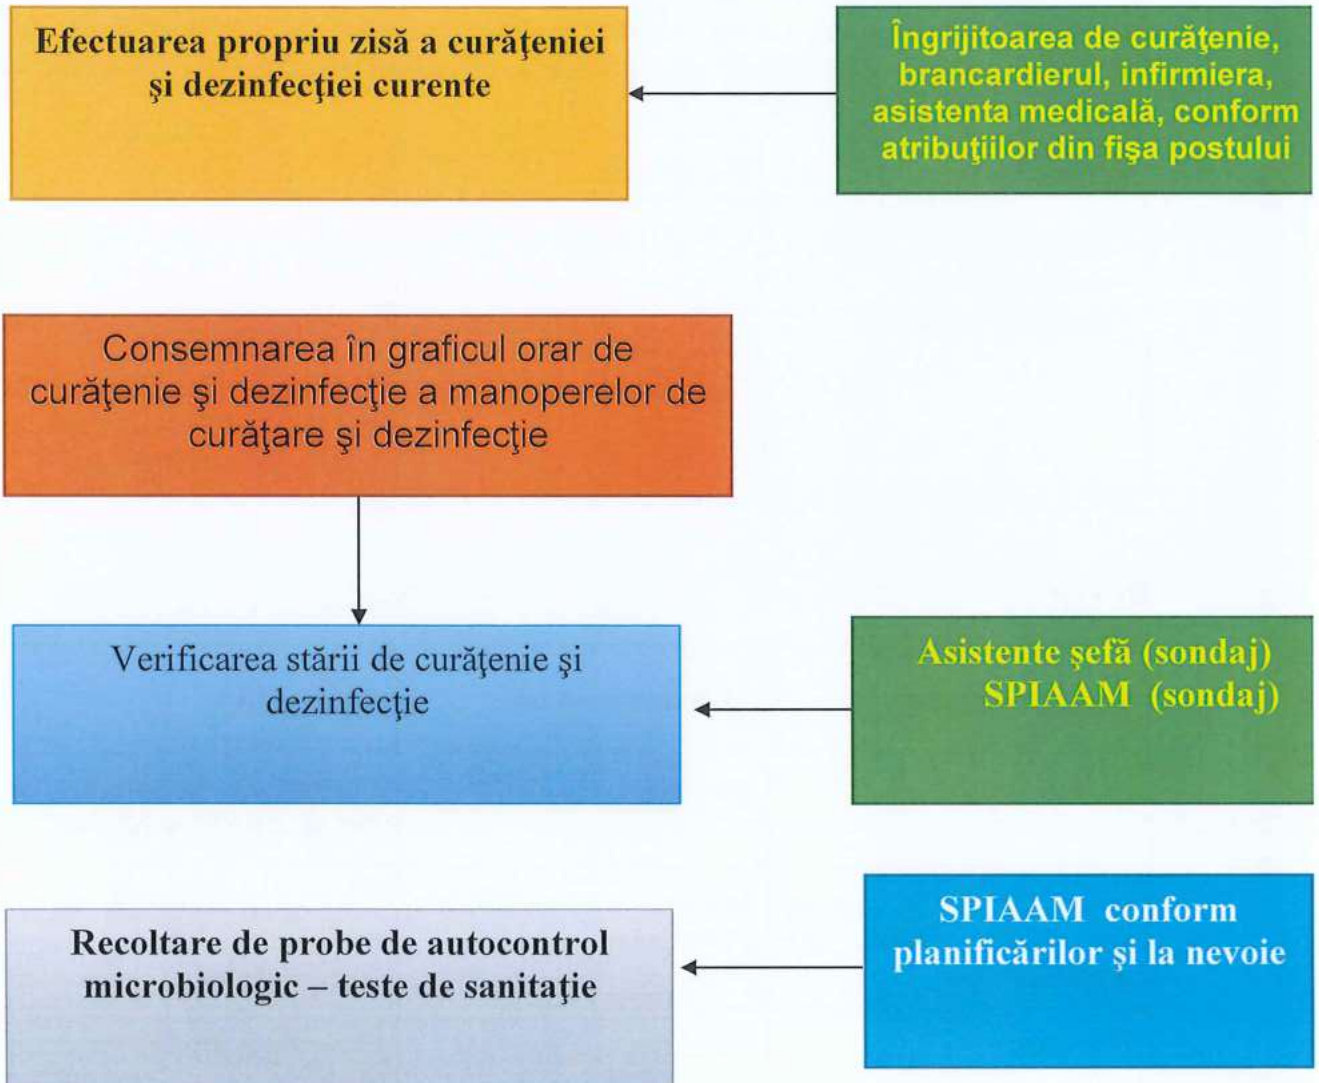 Efectuarea propriu zisă a curăţeniei
şi dezinfecţiei curente
Îngrijitoarea de curăţenie,
brancardierul, infirmiera,
asistenta medicală, conform
atribuţiilor din fişa postului
Consemnarea în graficul orar de
curăţenie şi dezinfecţie a manoperelor de
curăţare şi dezinfecţie
Verificarea stării de curăţenie şi
dezinfecţie
Asistente şefă (sondaj)
SPIAAM (sondaj)
Recoltare de probe de autocontrol
microbiologic – teste de sanitaţie
SPIAAM conform
planificărilor şi la nevoie